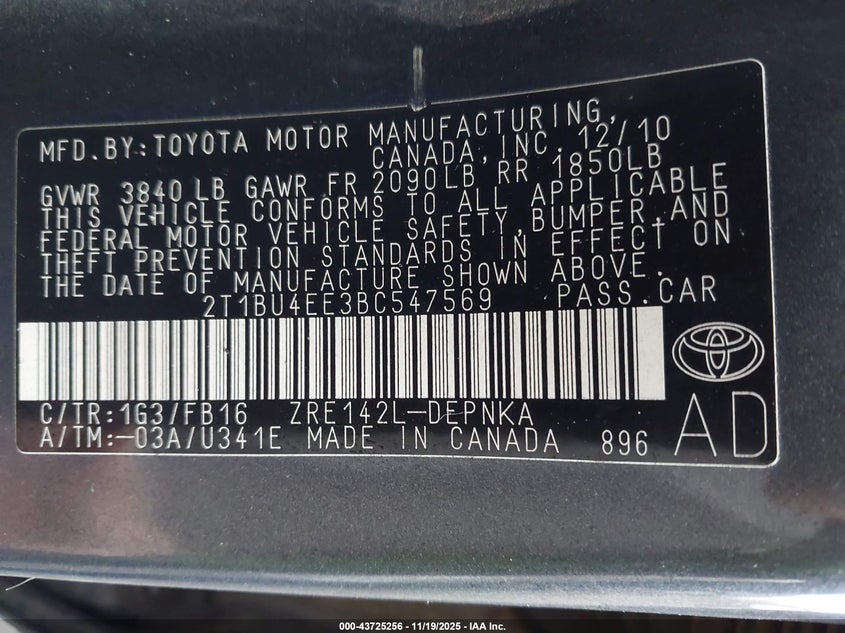 MFD.BY:TOYOTA MOTOR MANUFACTURING,
CANADA,INC. 12/10
GVWR 3840 LB GAWR FR 2090LB RR 1850LB
THIS VEHICLE CONFORMS TO ALL APPLICABLE
FEDERAL MOTOR VEHICLE SAFETY,BUMPER,AND
THEFT PREVENTION STANDARDS IN EFFECT ON
THE DATE OF MANUFACTURE SHOWN ABOVE.
2T1BU4EE3BC547569 PASS.CAR
C/TR:1G3/FB16 ZRE142L-DEPNKA
A/TM:-03A/U341E MADE IN CANADA 896
AD
000-43725256 - 11/19/2025 - IAA Inc.